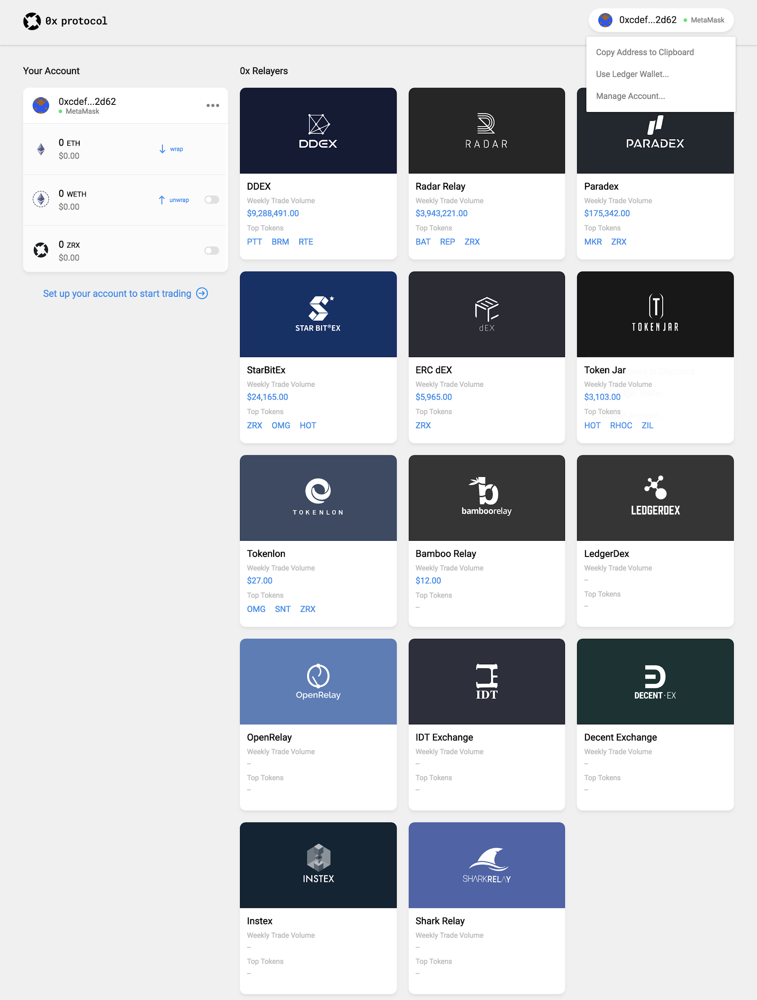 0x protocol
0xcdef...2d62 MetaMask
Copy Address to Clipboard
Use Ledger Wallet...
Manage Account...
Your Account
0xcdef...2d62
MetaMask
0 ETH
$0.00
wrap
0 WETH
$0.00
unwrap
0 ZRX
$0.00
Set up your account to start trading
0x Relayers
DDEX
DDEX
Weekly Trade Volume
$9,288,491.00
Top Tokens
PTT BRM RTE
RADAR
Radar Relay
Weekly Trade Volume
$3,943,221.00
Top Tokens
BAT REP ZRX
PARADEX
Paradex
Weekly Trade Volume
$175,342.00
Top Tokens
MKR ZRX
STAR BIT®EX
StarBitEx
Weekly Trade Volume
$24,165.00
Top Tokens
ZRX OMG HOT
dEX
ERC dEX
Weekly Trade Volume
$5,965.00
Top Tokens
ZRX
T
TOKENJAR
Token Jar
Weekly Trade Volume
$3,103.00
Top Tokens
HOT RHOC ZIL
TOKENLON
Tokenlon
Weekly Trade Volume
$27.00
Top Tokens
OMG SNT ZRX
b
bamboorelay
Bamboo Relay
Weekly Trade Volume
$12.00
Top Tokens
–
LEDGERDEX
LedgerDex
Weekly Trade Volume
–
Top Tokens
–
OpenRelay
OpenRelay
Weekly Trade Volume
–
Top Tokens
–
IDT
IDT Exchange
Weekly Trade Volume
–
Top Tokens
–
DECENT·EX
Decent Exchange
Weekly Trade Volume
–
Top Tokens
–
INSTEX
Instex
Weekly Trade Volume
–
Top Tokens
–
SHARKRELAY
Shark Relay
Weekly Trade Volume
–
Top Tokens
–